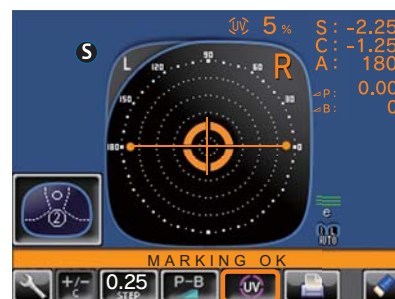 UV 5 % S: -2.25
S C: -1.25
L R A: 180
90
120
150 30
180 0
⊿P: 0.00
⊿B: 0
2
e
AUTO
MARKING OK
+/- C 0.25 STEP P-B UV